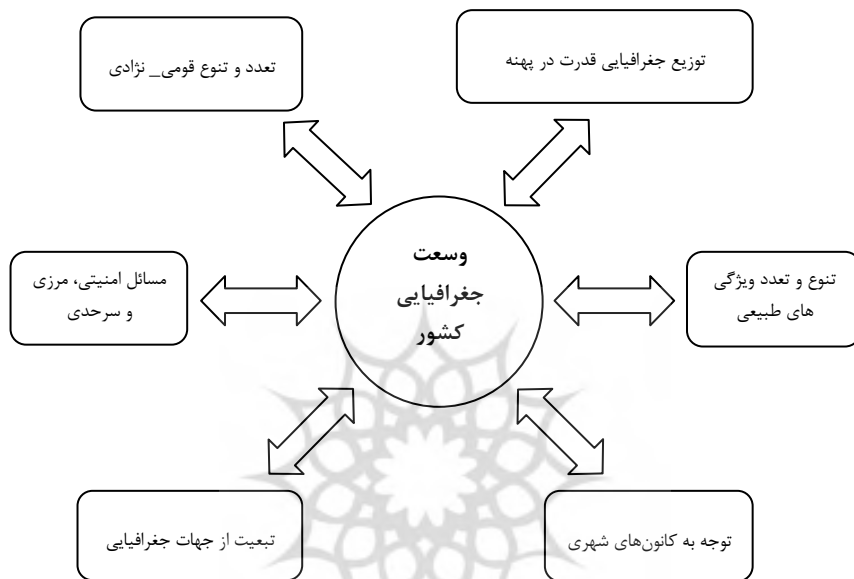 توزیع جغرافیایی قدرت در پهنه
تعدد و تنوع قومی_ نژادی
وسعت
جغرافیایی
کشور
تنوع و تعدد ویژگی
های طبیعی
مسائل امنیتی، مرزی
و سرحدی
توجه به کانون‌های شهری
تبعیت از جهات جغرافیایی